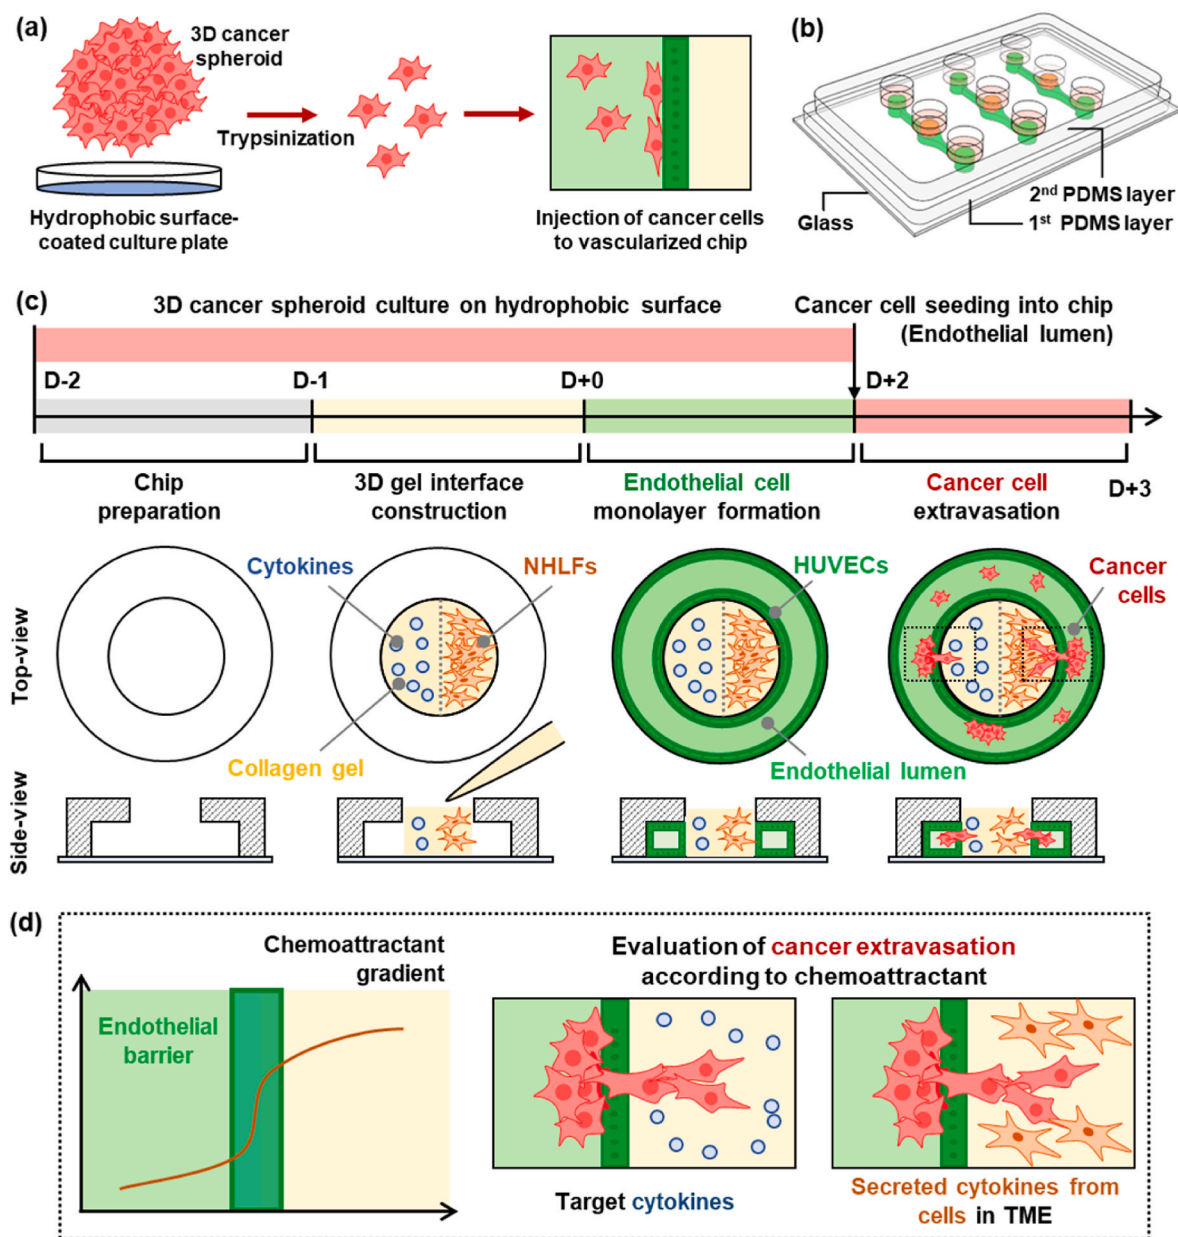 (a)
3D cancer
spheroid
Trypsinization
Hydrophobic surface-
coated culture plate
Injection of cancer cells
to vascularized chip
(b)
2nd PDMS layer
Glass
1st PDMS layer
(c)
3D cancer spheroid culture on hydrophobic surface
Cancer cell seeding into chip
(Endothelial lumen)
D-2
D-1
D+0
D+2
Chip
preparation
3D gel interface
construction
Endothelial cell
monolayer formation
Cancer cell
extravasation
D+3
Top-view
Cytokines
NHLFs
HUVECs
Cancer
cells
Collagen gel
Endothelial lumen
Side-view
(d)
Chemoattractant
gradient
Endothelial
barrier
Evaluation of cancer extravasation
according to chemoattractant
Target cytokines
Secreted cytokines from
cells in TME